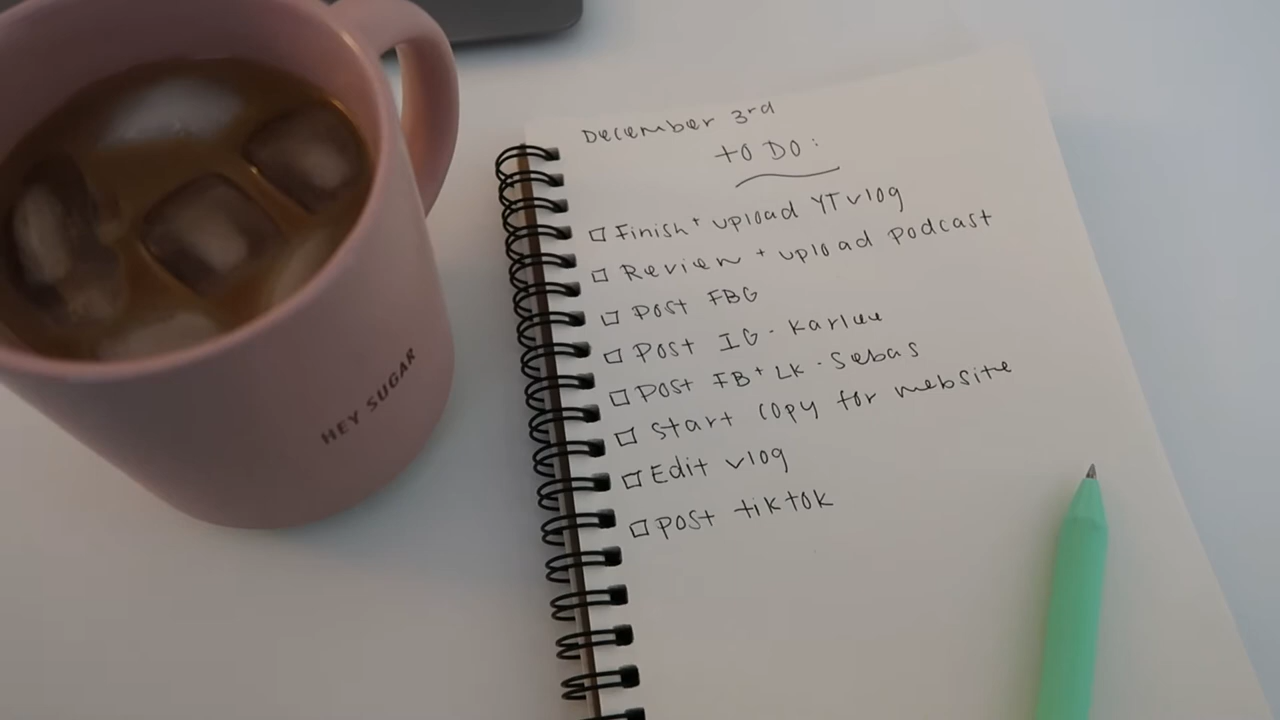 HEY SUGAR
December 3rd
TO DO:
Finish + upload YT vlog
Review + upload podcast
Post FBG
Post IG - Karlee
Post FB + LK - Sebas
Start copy for website
Edit vlog
Post tiktok